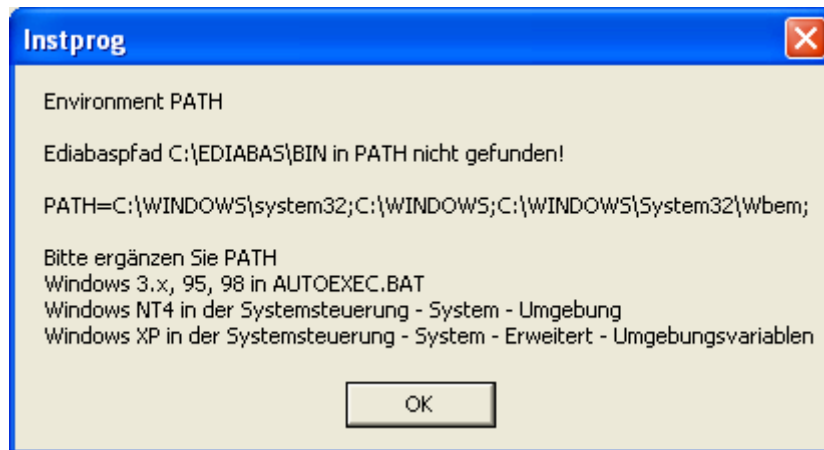 Instprog
Environment PATH
Ediabaspfad C:\EDIABAS\BIN in PATH nicht gefunden!
PATH=C:\WINDOWS\system32;C:\WINDOWS;C:\WINDOWS\System32\Wbem;
Bitte ergänzen Sie PATH
Windows 3.x, 95, 98 in AUTOEXEC.BAT
Windows NT4 in der Systemsteuerung - System - Umgebung
Windows XP in der Systemsteuerung - System - Erweitert - Umgebungsvariablen
OK